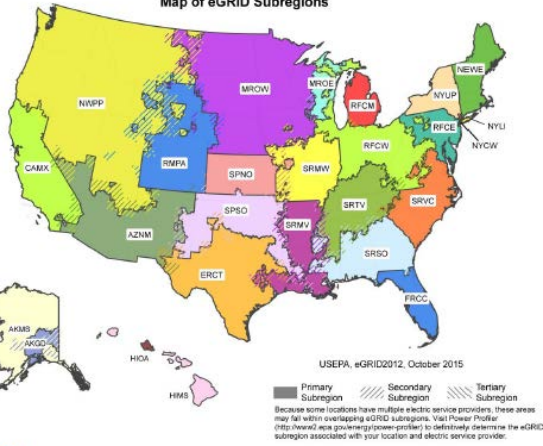 Map of eGRID Subregions
NWPP
MROW
MROE
RFCM
NYUP
NEWE
NYLI
NYCW
RFCE
RFCW
CAMX
RMPA
SPNO
SRMW
SRVC
SRTV
AZNM
SPSO
SRMV
SRSO
ERCT
FRCC
AKMS
AKGD
HIOA
HIMS
USEPA, eGRID2012, October 2015
Primary
Subregion
Secondary
Subregion
Tertiary
Subregion
Because some locations have multiple electric service providers, these areas
may fall within overlapping eGRID subregions. Visit Power Profiler
(http://www2.epa.gov/energy/power-profiler) to definitively determine the eGRID
subregion associated with your location and electric service provider.